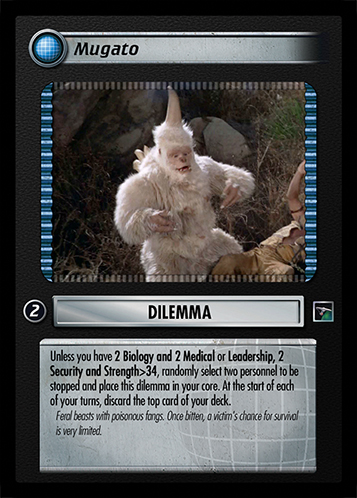 Mugato
2
DILEMMA
Unless you have 2 Biology and 2 Medical or Leadership, 2
Security and Strength>34, randomly select two personnel to be
stopped and place this dilemma in your core. At the start of each
of your turns, discard the top card of your deck.
Feral beasts with poisonous fangs. Once bitten, a victim's chance for survival
is very limited.